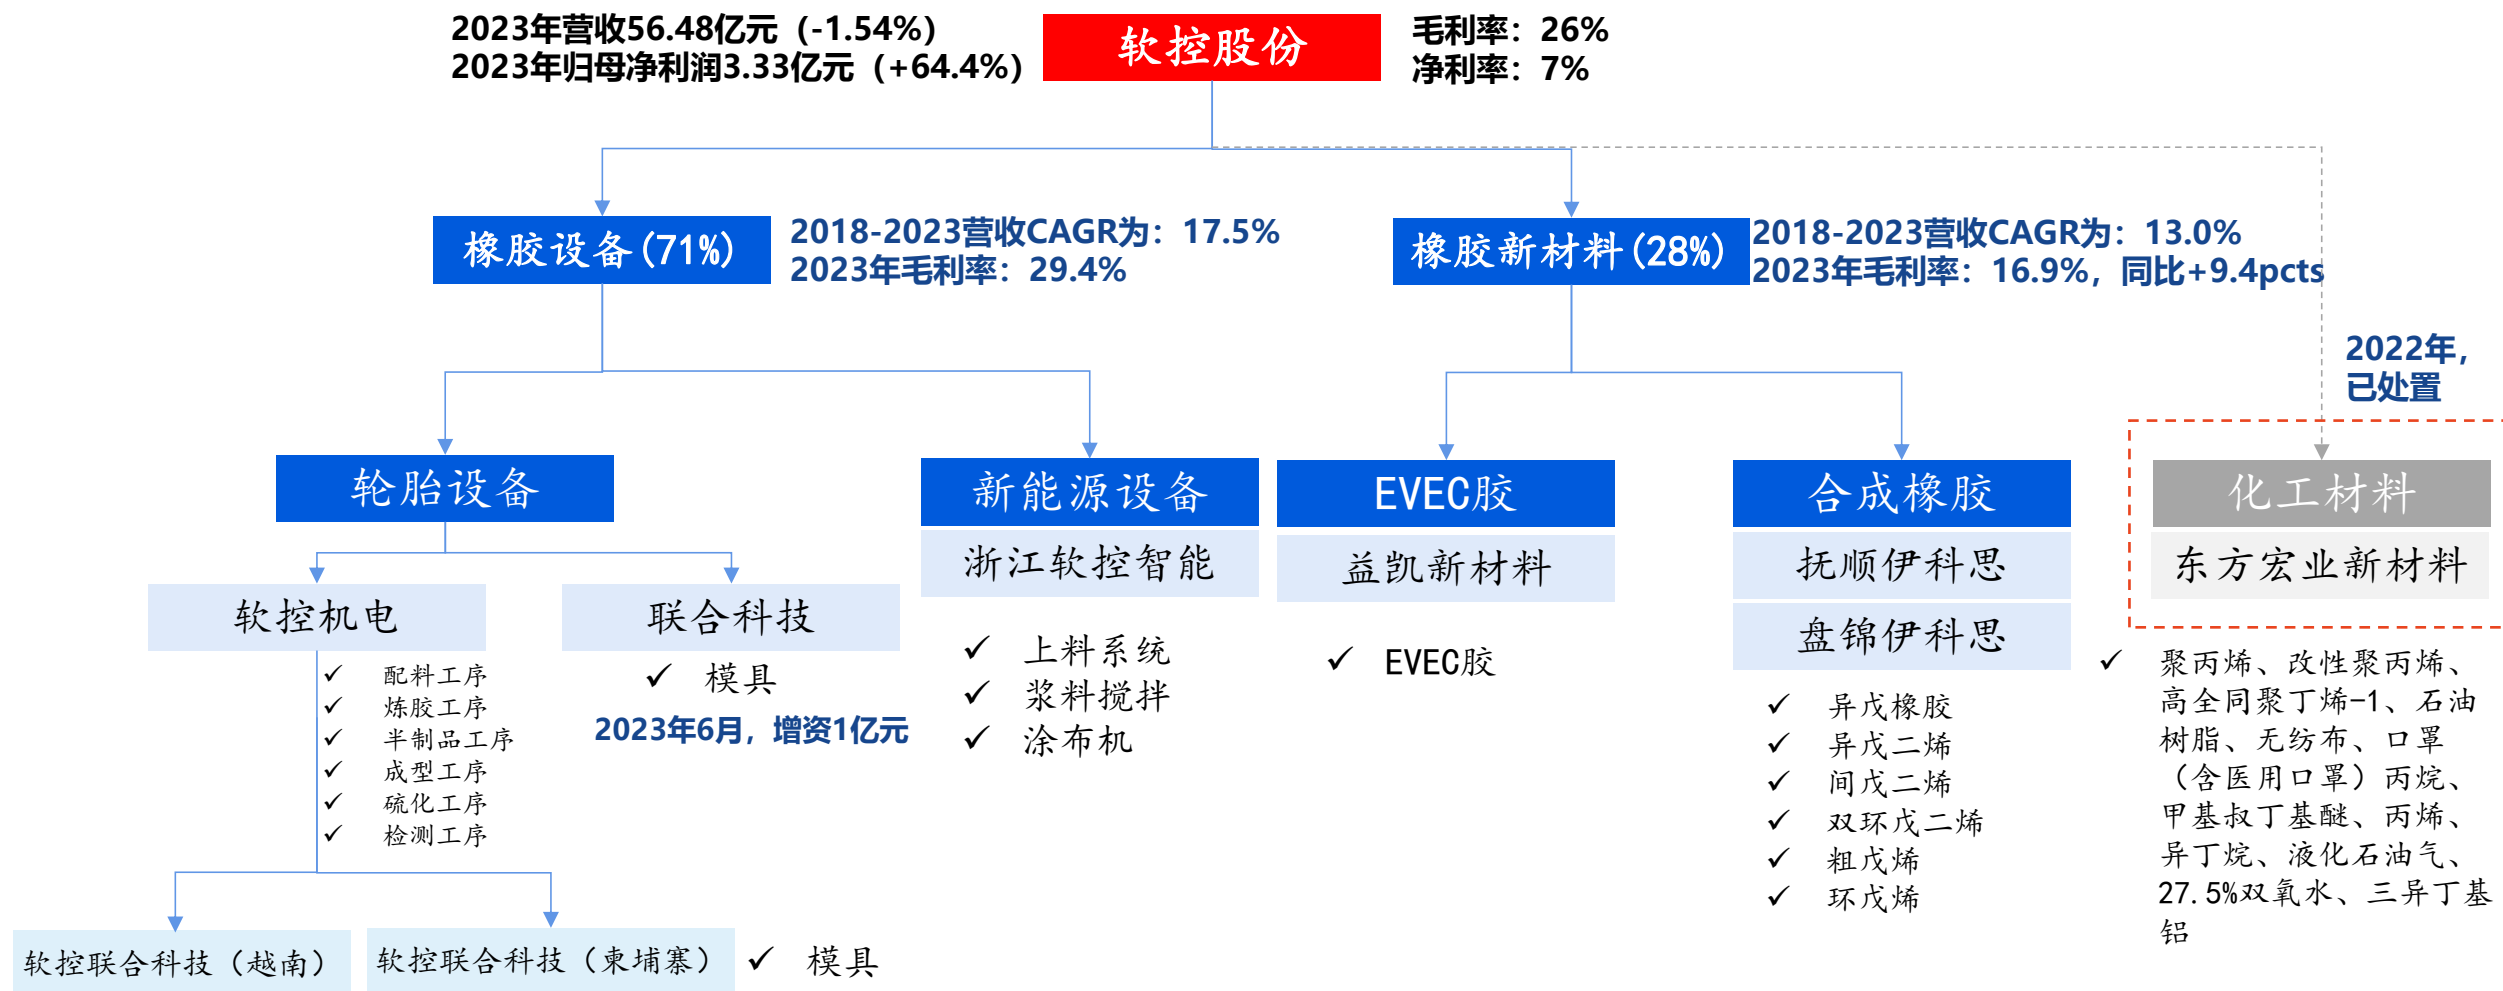 2023年营收56.48亿元（-1.54%）
2023年归母净利润3.33亿元（+64.4%）
软控股份
毛利率：26%
净利率：7%
橡胶设备(71%)
2018-2023营收CAGR为：17.5%
2023年毛利率：29.4%
橡胶新材料(28%)
2018-2023营收CAGR为：13.0%
2023年毛利率：16.9%，同比+9.4pcts
2022年，
已处置
轮胎设备
新能源设备
浙江软控智能
EVEC胶
益凯新材料
合成橡胶
抚顺伊科思
盘锦伊科思
化工材料
东方宏业新材料
软控机电
联合科技
✓ 配料工序
✓ 炼胶工序
✓ 半制品工序
✓ 成型工序
✓ 硫化工序
✓ 检测工序
✓ 模具
2023年6月，增资1亿元
✓ 上料系统
✓ 浆料搅拌
✓ 涂布机
✓ EVEC胶
✓ 异戊橡胶
✓ 异戊二烯
✓ 间戊二烯
✓ 双环戊二烯
✓ 粗戊烯
✓ 环戊烯
✓ 聚丙烯、改性聚丙烯、
高全同聚丁烯-1、石油
树脂、无纺布、口罩
（含医用口罩）丙烷、
甲基叔丁基醚、丙烯、
异丁烷、液化石油气、
27.5%双氧水、三异丁基
铝
软控联合科技（越南）
软控联合科技（柬埔寨）
✓ 模具